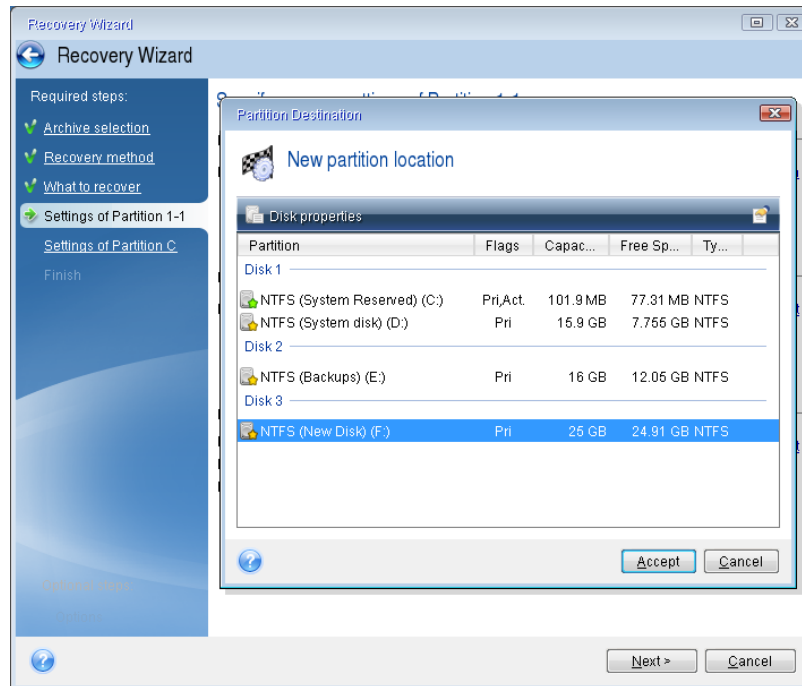 Recovery Wizard
Recovery Wizard
Required steps:
Archive selection
Recovery method
What to recover
Settings of Partition 1-1
Settings of Partition C
Finish
Partition Destination
New partition location
Disk properties
Partition Flags Capac... Free Sp... Ty...
Disk 1
NTFS (System Reserved) (C:) Pri,Act. 101.9 MB 77.31 MB NTFS
NTFS (System disk) (D:) Pri 15.9 GB 7.755 GB NTFS
Disk 2
NTFS (Backups) (E:) Pri 16 GB 12.05 GB NTFS
Disk 3
NTFS (New Disk) (F:) Pri 25 GB 24.91 GB NTFS
Accept Cancel
Next > Cancel